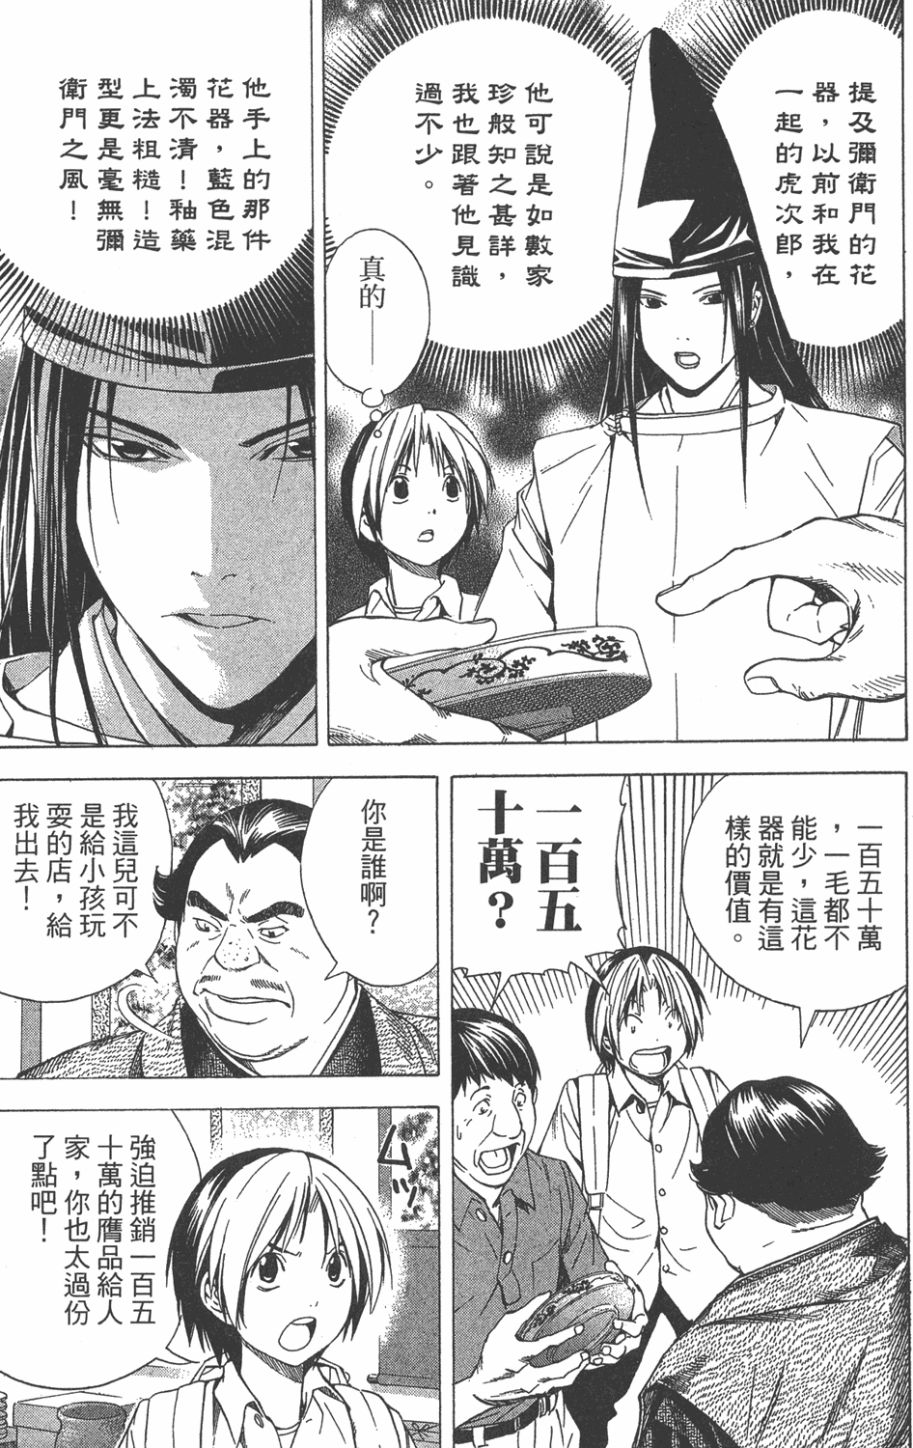 提及彌衛門的花
器，以前和我在
一起的虎次郎，
他可說是如數家
珍般知之甚詳，
我也跟著他見識
過不少。
真的——
他手上的那件
花器，藍色混
濁不清！釉藥
上法粗糙！造
型更是毫無彌
衛門之風！
一百五十萬
，一毛都不
能少，這花
器就是有這
樣的價值。
一百五
十萬？
你是誰啊？
我這兒可不
是給小孩玩
耍的店，給
我出去！
ムッ
強迫推銷一百五
十萬的贋品給人
家，你也太過份
了點吧！